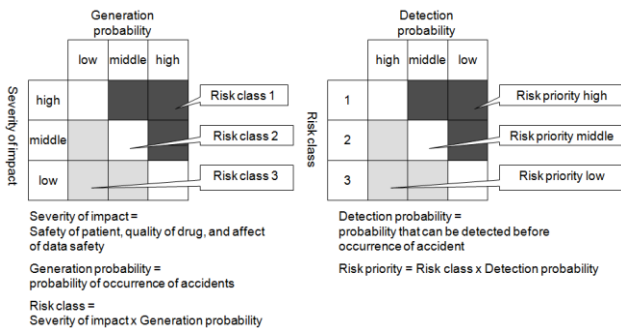 Generation
probability
low middle high
Severity of impact
high
middle
low
Risk class 1
Risk class 2
Risk class 3
Severity of impact =
Safety of patient, quality of drug, and affect
of data safety
Generation probability =
probability of occurrence of accidents
Risk class =
Severity of impact x Generation probability
Detection
probability
high middle low
Risk class
1
2
3
Risk priority high
Risk priority middle
Risk priority low
Detection probability =
probability that can be detected before
occurrence of accident
Risk priority = Risk class x Detection probability